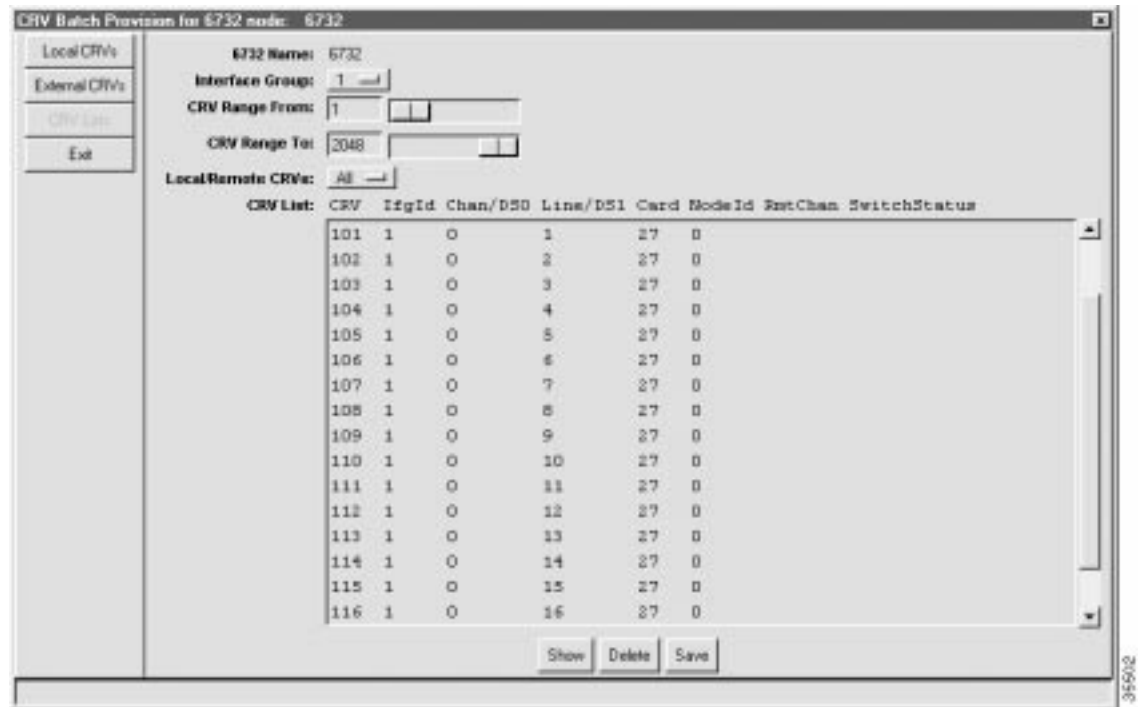 CRV Batch Provision for 6732 node: 6732
Local CRVs
External CRVs
CRV Lists
Exit
6732 Name: 6732
Interface Group: 1
CRV Range From: 1
CRV Range To: 2048
Local/Remote CRVs: All
CRV List: CRV IfgId Chan/DS0 Line/DS1 Card NodeId RmtChan SwitchStatus
101 1 0 1 27 0
102 1 0 2 27 0
103 1 0 3 27 0
104 1 0 4 27 0
105 1 0 5 27 0
106 1 0 6 27 0
107 1 0 7 27 0
108 1 0 8 27 0
109 1 0 9 27 0
110 1 0 10 27 0
111 1 0 11 27 0
112 1 0 12 27 0
113 1 0 13 27 0
114 1 0 14 27 0
115 1 0 15 27 0
116 1 0 16 27 0
Show Delete Save
35502